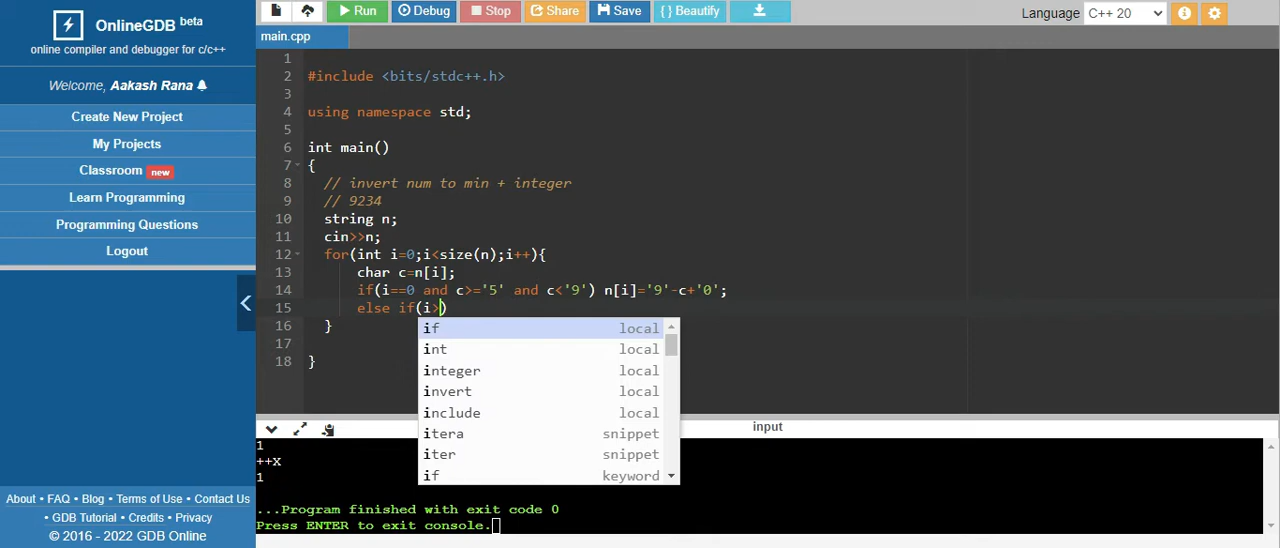 OnlineGDB beta
online compiler and debugger for c/c++
Welcome, Aakash Rana
Create New Project
My Projects
Classroom new
Learn Programming
Programming Questions
Logout
About • FAQ • Blog • Terms of Use • Contact Us
• GDB Tutorial • Credits • Privacy
© 2016 - 2022 GDB Online
Run Debug Stop Share Save { } Beautify
Language C++ 20
main.cpp
1
2 #include <bits/stdc++.h>
3
4 using namespace std;
5
6 int main()
7 {
8 // invert num to min + integer
9 // 9234
10 string n;
11 cin>>n;
12 for(int i=0;i<size(n);i++){
13 char c=n[i];
14 if(i==0 and c>='5' and c<'9') n[i]='9'-c+'0';
15 else if(i>)
16 }
17
18 }
if local
int local
integer local
invert local
include local
itera snippet
iter snippet
if keyword
input
1
++x
1
...Program finished with exit code 0
Press ENTER to exit console.